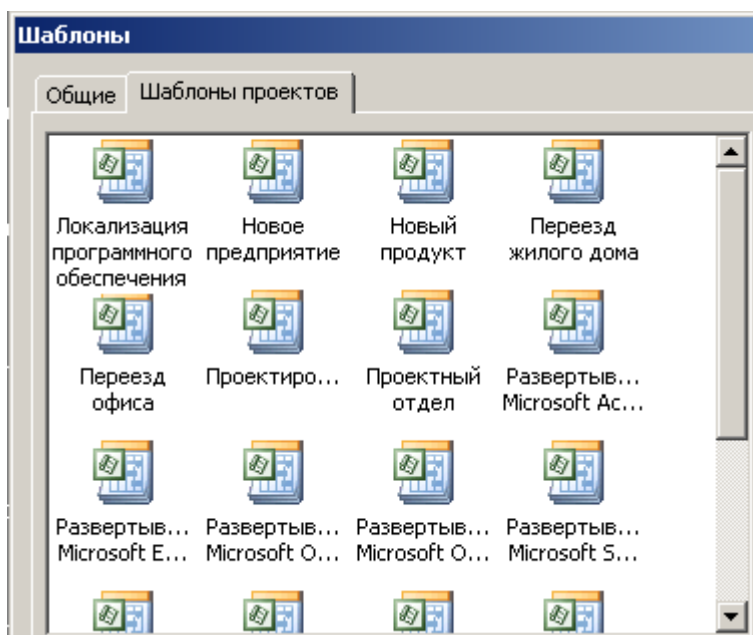 Шаблоны
Общие Шаблоны проектов
Локализация программного обеспечения
Новое предприятие
Новый продукт
Переезд жилого дома
Переезд офиса
Проектиро...
Проектный отдел
Развертыв... Microsoft Ac...
Развертыв... Microsoft E...
Развертыв... Microsoft O...
Развертыв... Microsoft O...
Развертыв... Microsoft S...